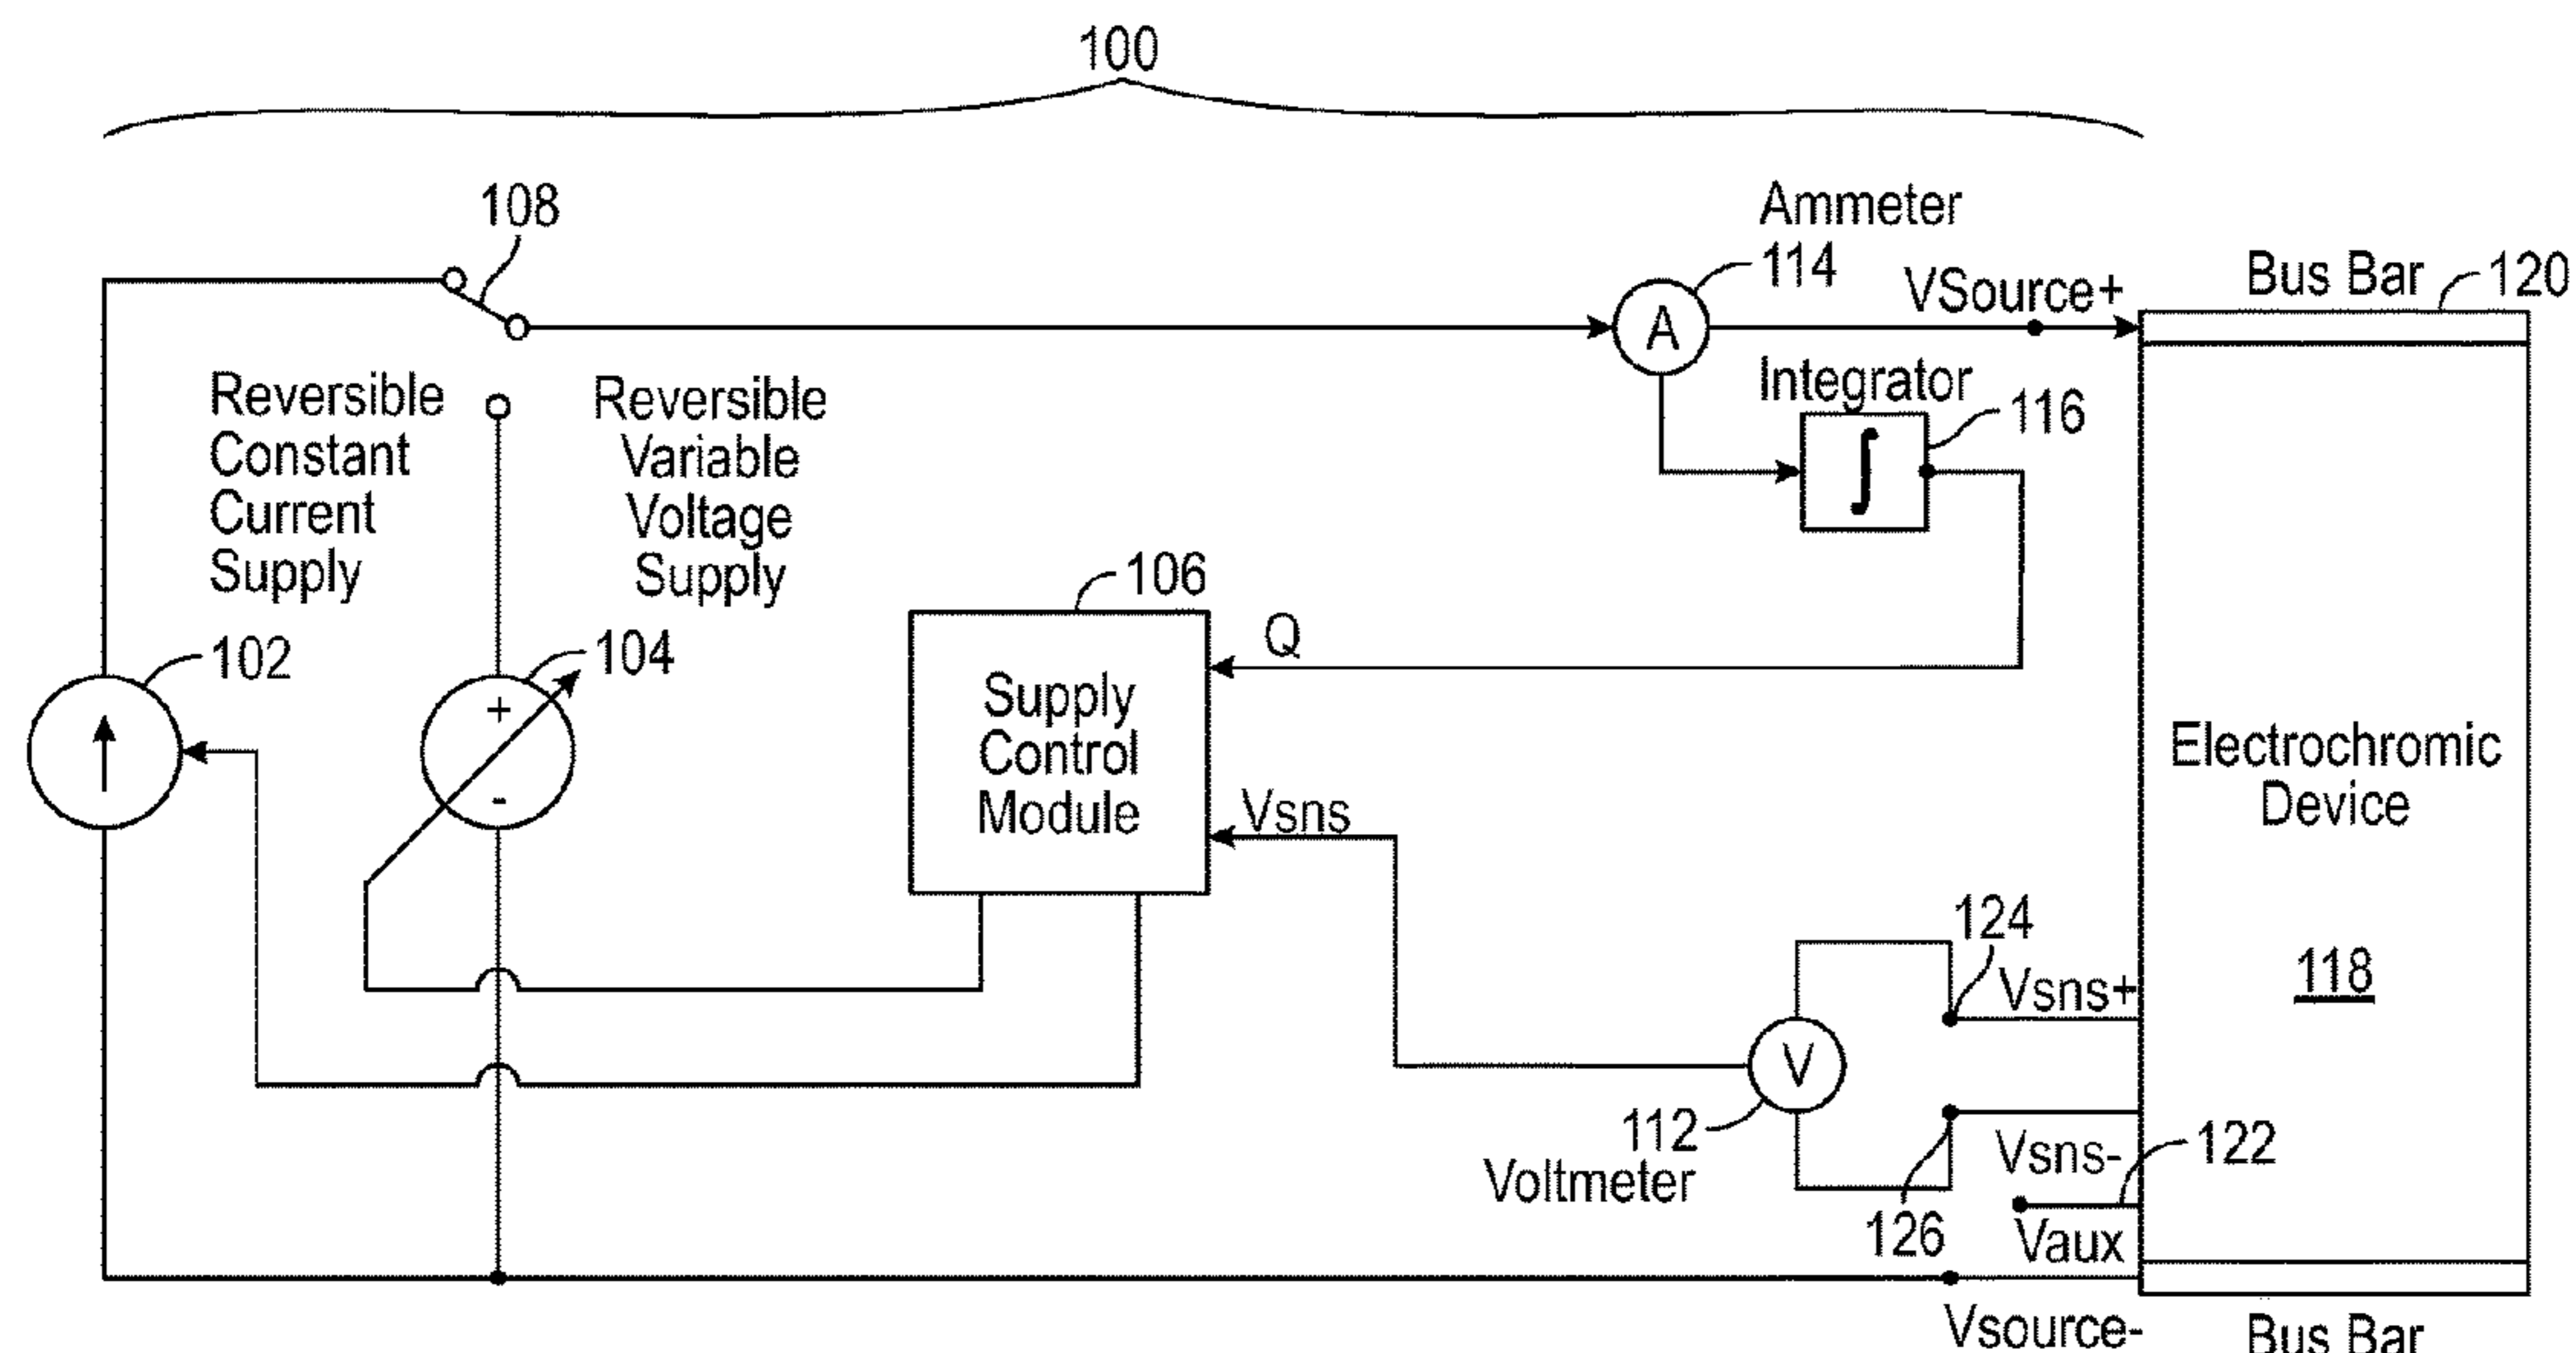 100
108
Ammeter
114
VSource+
Bus Bar
120
A
Integrator
116
∫
Reversible
Constant
Current
Supply
Reversible
Variable
Voltage
Supply
102
104
+
-
106
Supply
Control
Module
Q
Vsns
Electrochromic
Device
118
124
Vsns+
V
112
Voltmeter
126
Vsns-
122
Vaux
Vsource-
Bus Bar